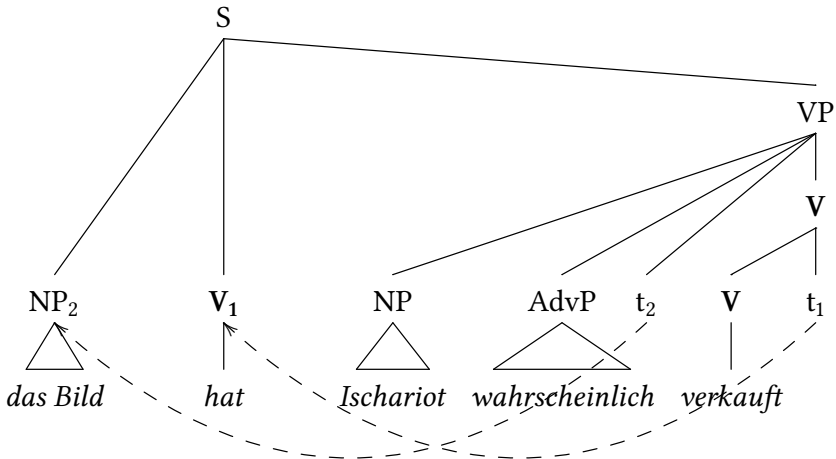 S
VP
V
NP₂ V₁ NP AdvP t₂ V t₁
das Bild hat Ischariot wahrscheinlich verkauft